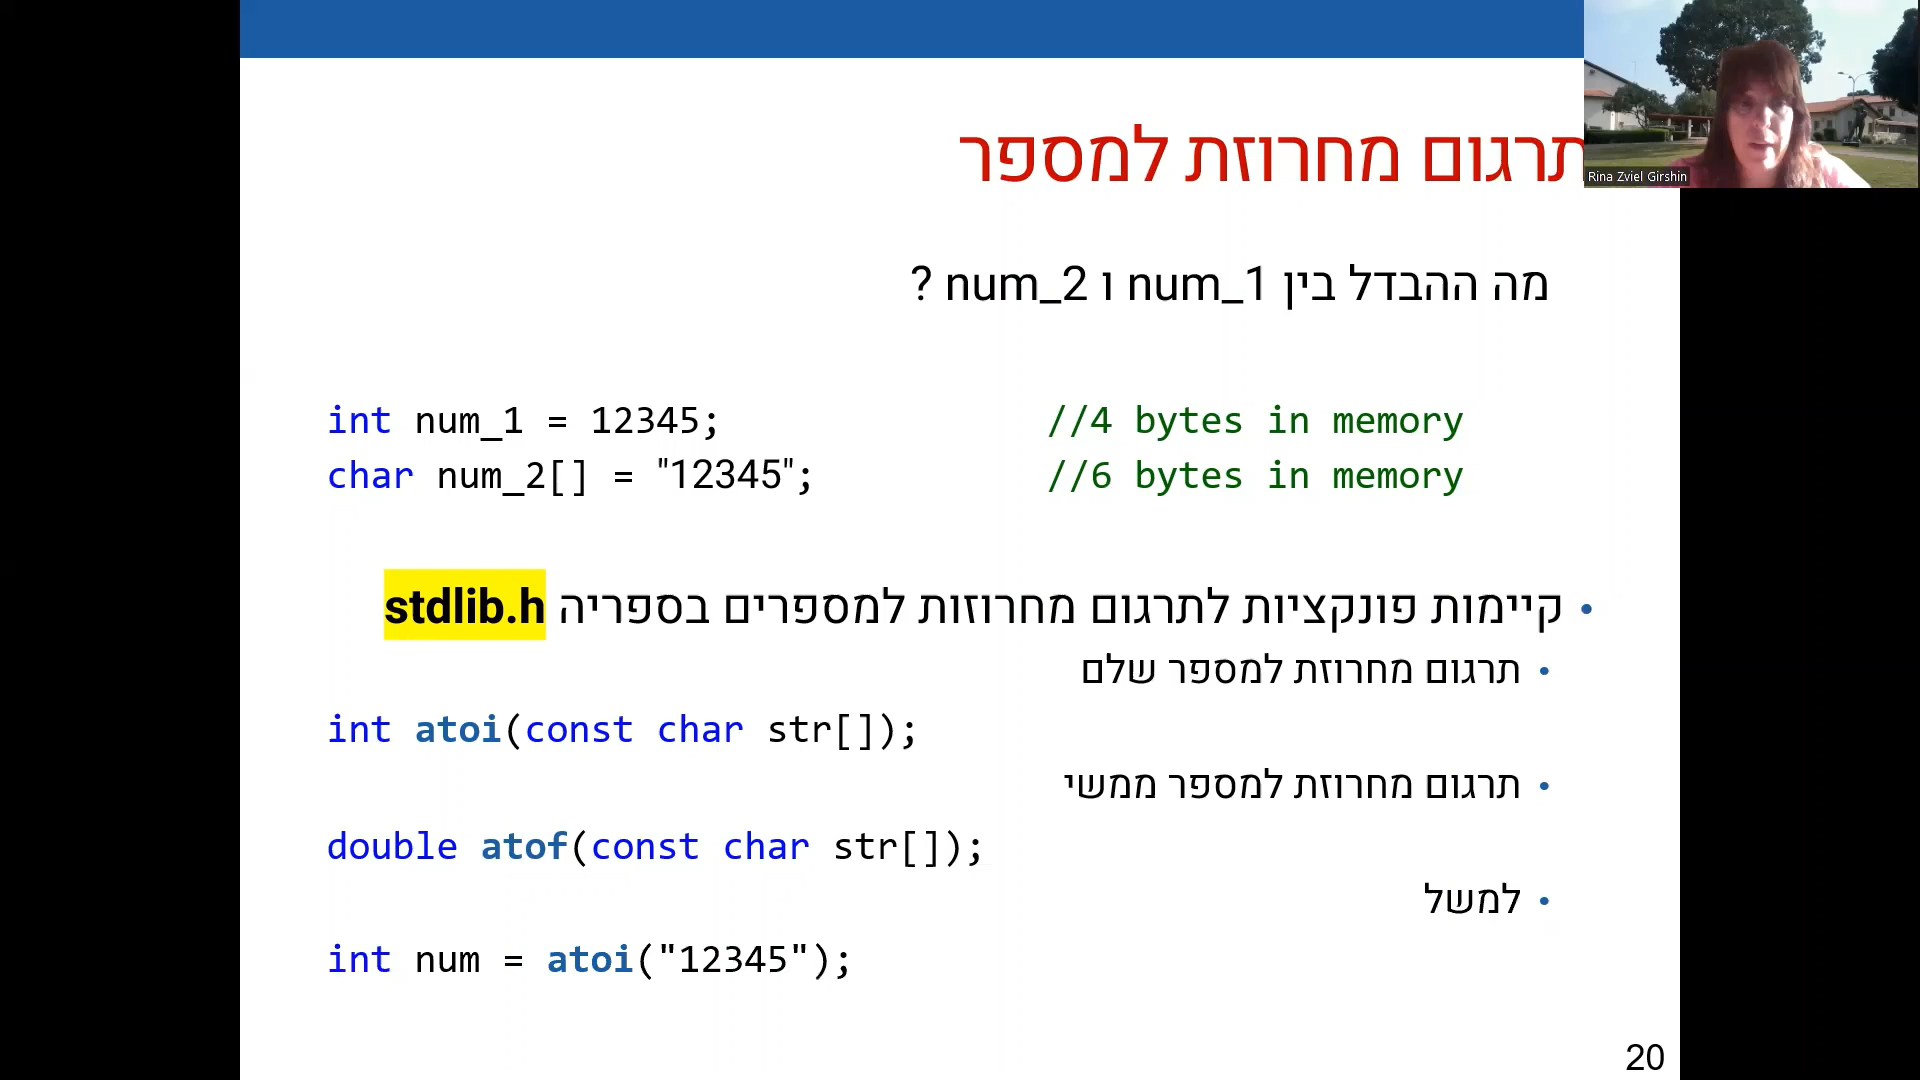 תרגום מחרוזת למספר
Rina Zviel Girshin
מה ההבדל בין num_1 ו num_2 ?
int num_1 = 12345; //4 bytes in memory
char num_2[] = "12345"; //6 bytes in memory
• קיימות פונקציות לתרגום מחרוזות למספרים בספריה stdlib.h
• תרגום מחרוזת למספר שלם
int atoi(const char str[]);
• תרגום מחרוזת למספר ממשי
double atof(const char str[]);
• למשל
int num = atoi("12345");
20